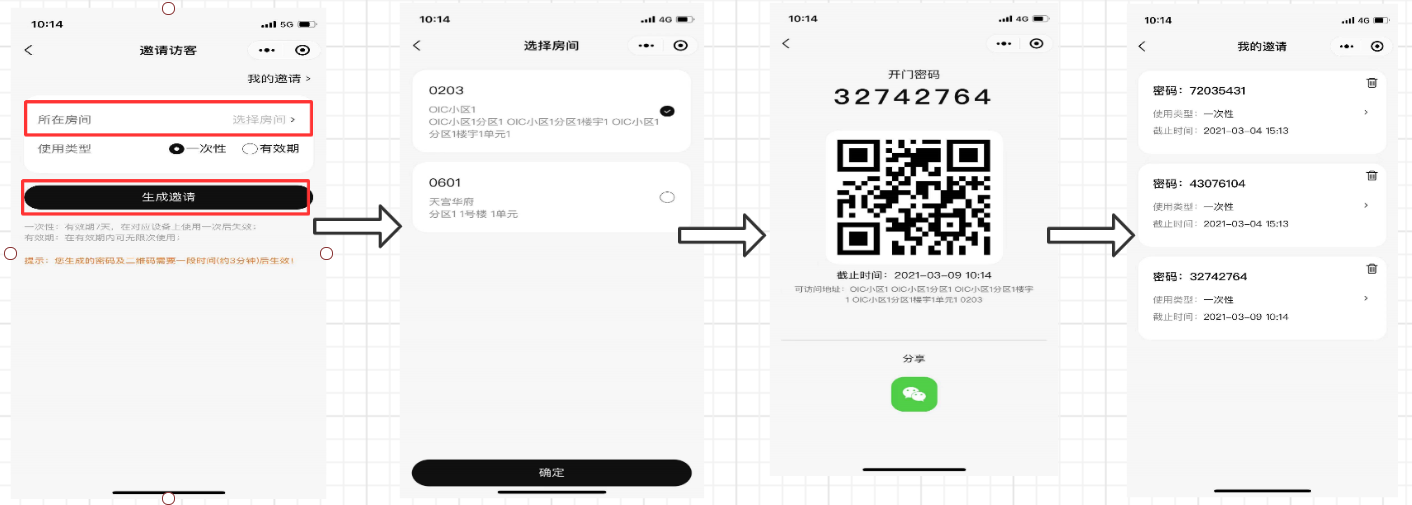 10:14
5G
邀请访客
我的邀请 >
所在房间
选择房间 >
使用类型
一次性
有效期
生成邀请
一次性：有效期7天，在对应设备上使用一次后失效；
有效期：在有效期内可无限次使用；
提示：您生成的密码及二维码需要一段时间(约3分钟)后生效！
10:14
4G
选择房间
0203
OIC小区1
OIC小区1分区1 OIC小区1分区1楼宇1 OIC小区1
分区1楼宇1单元1
0601
天宫华府
分区1 1号楼 1单元
确定
10:14
4G
开门密码
32742764
截止时间：2021-03-09 10:14
可访问地址：OIC小区1 OIC小区1分区1 OIC小区1分区1楼宇
1 OIC小区1分区1楼宇1单元1 0203
分享
10:14
4G
我的邀请
密码：72035431
使用类型：一次性
截止时间：2021-03-04 15:13
密码：43076104
使用类型：一次性
截止时间：2021-03-04 15:13
密码：32742764
使用类型：一次性
截止时间：2021-03-09 10:14